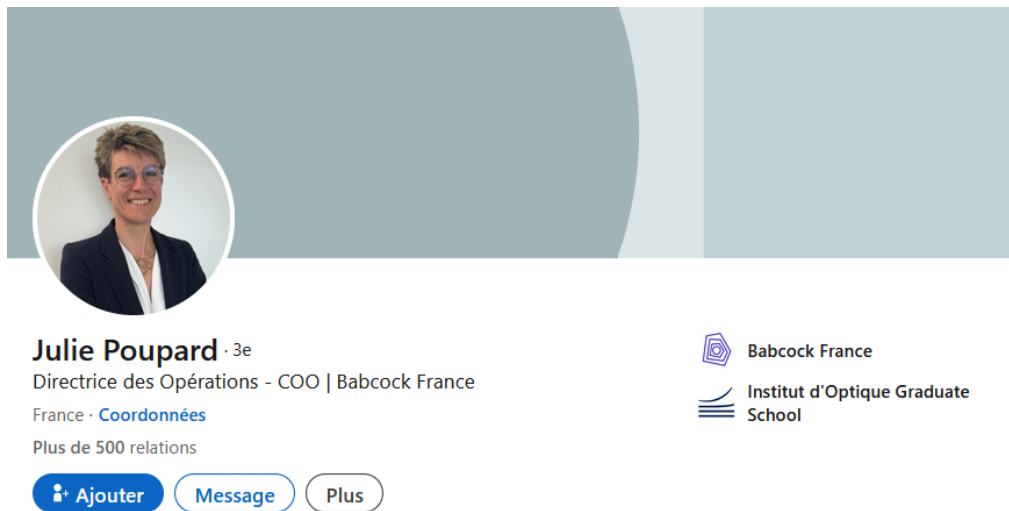 Julie Poupard · 3e
Directrice des Opérations - COO | Babcock France
France · Coordonnées
Plus de 500 relations
Ajouter
Message
Plus
Babcock France
Institut d'Optique Graduate
School